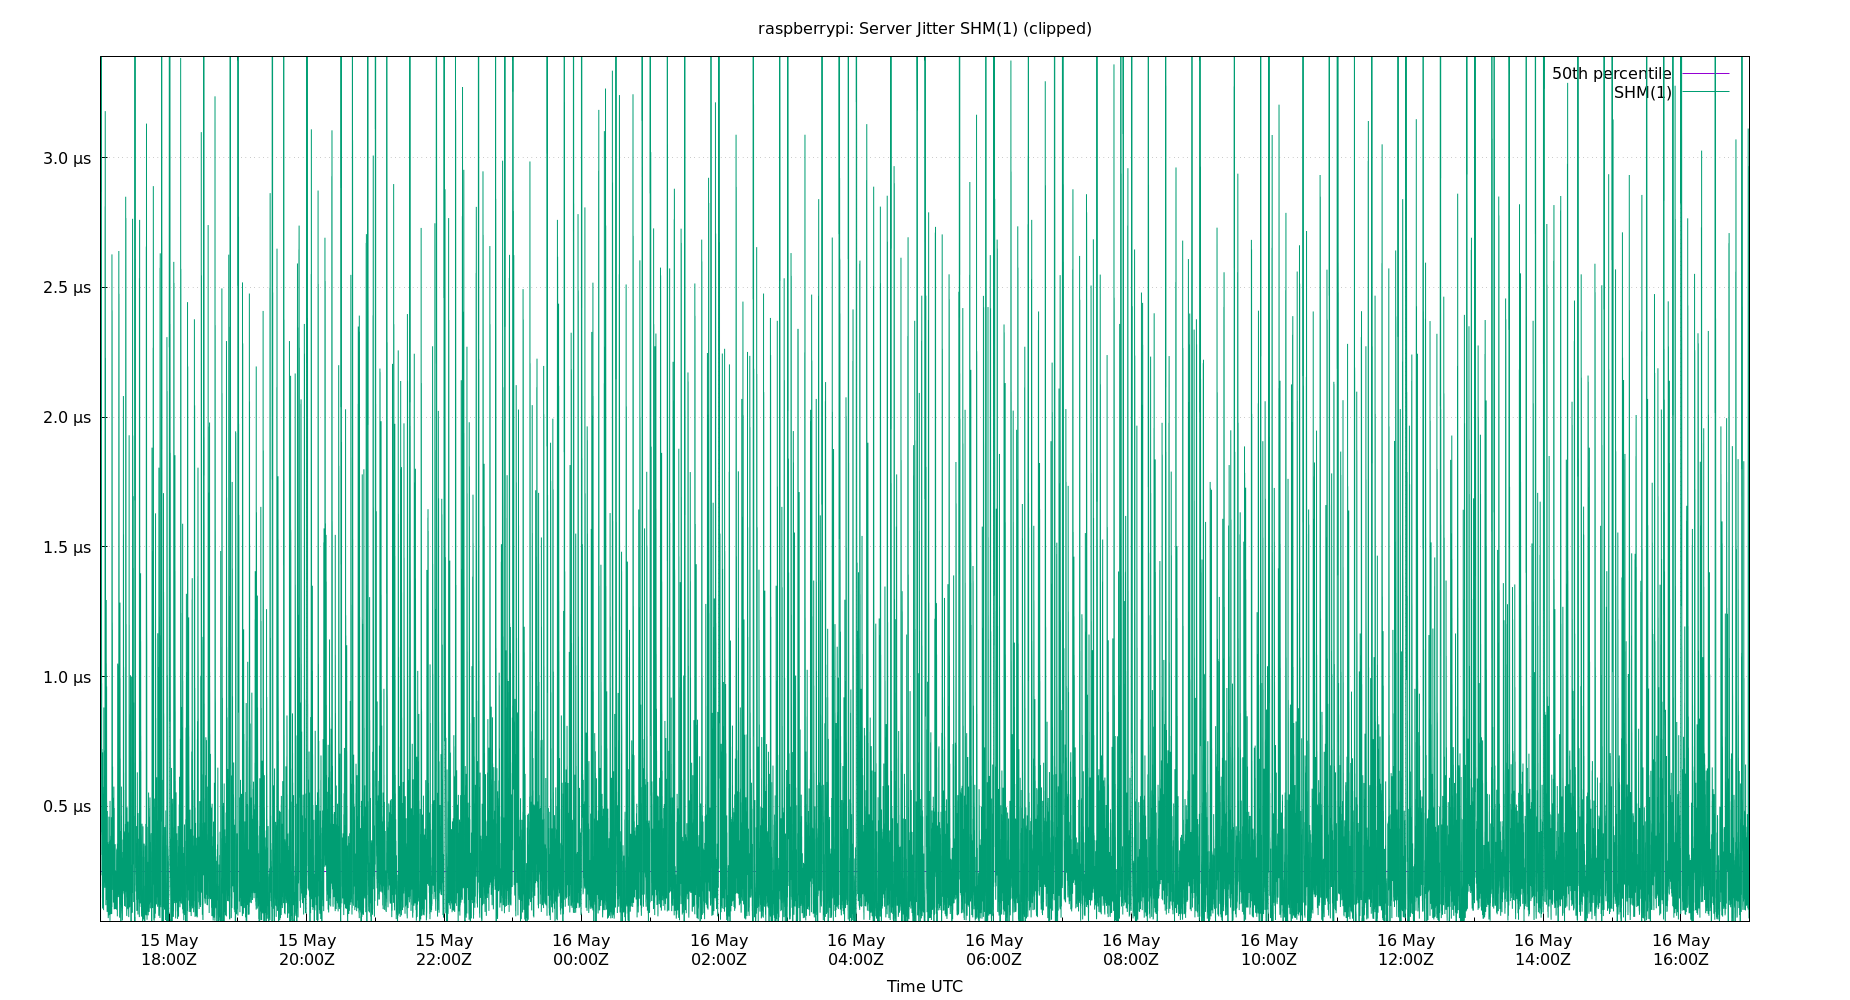 raspberrypi: Server Jitter SHM(1) (clipped)
50th percentile
SHM(1)
3.0 µs
2.5 µs
2.0 µs
1.5 µs
1.0 µs
0.5 µs
15 May 15 May 15 May 16 May 16 May 16 May 16 May 16 May 16 May 16 May 16 May 16 May
18:00Z 20:00Z 22:00Z 00:00Z 02:00Z 04:00Z 06:00Z 08:00Z 10:00Z 12:00Z 14:00Z 16:00Z
Time UTC